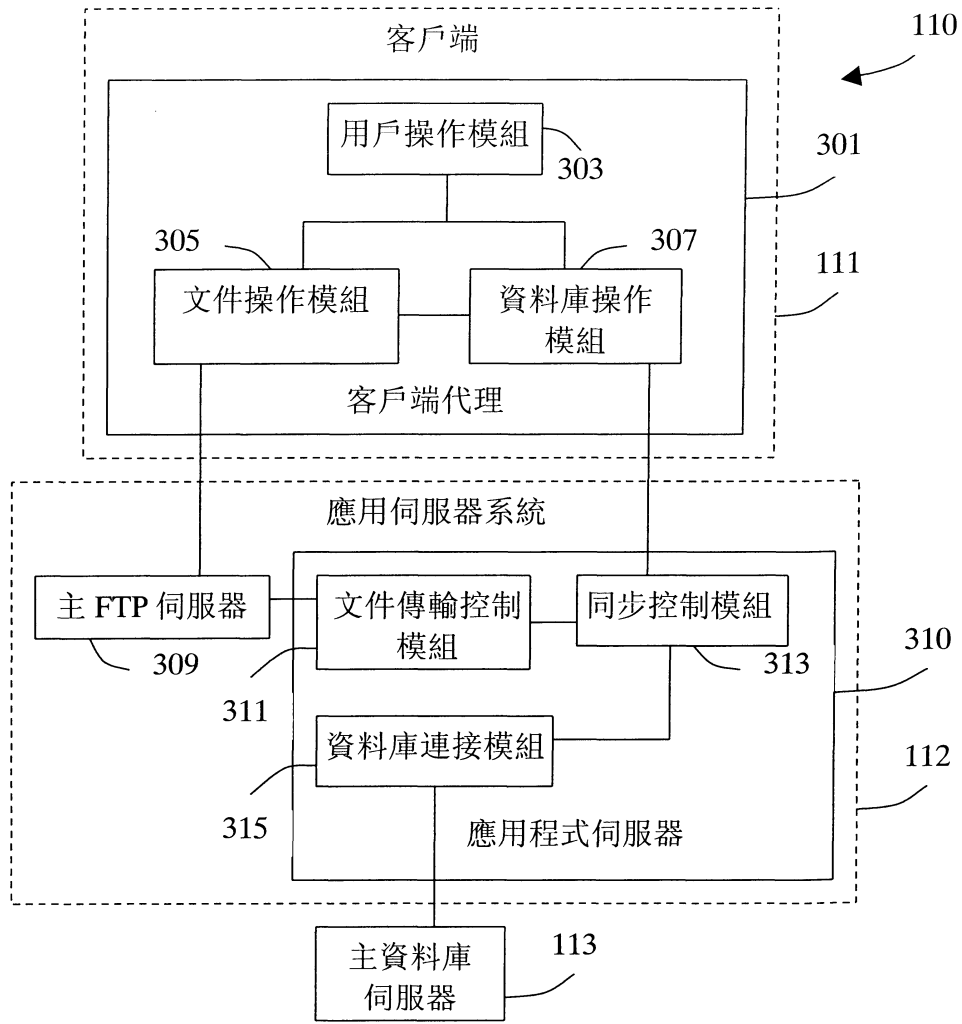 客戶端
110
用戶操作模組
303
301
305
307
文件操作模組
資料庫操作
模組
111
客戶端代理
應用伺服器系統
主 FTP 伺服器
文件傳輸控制
模組
同步控制模組
309
311
313
310
資料庫連接模組
315
112
應用程式伺服器
主資料庫
伺服器
113